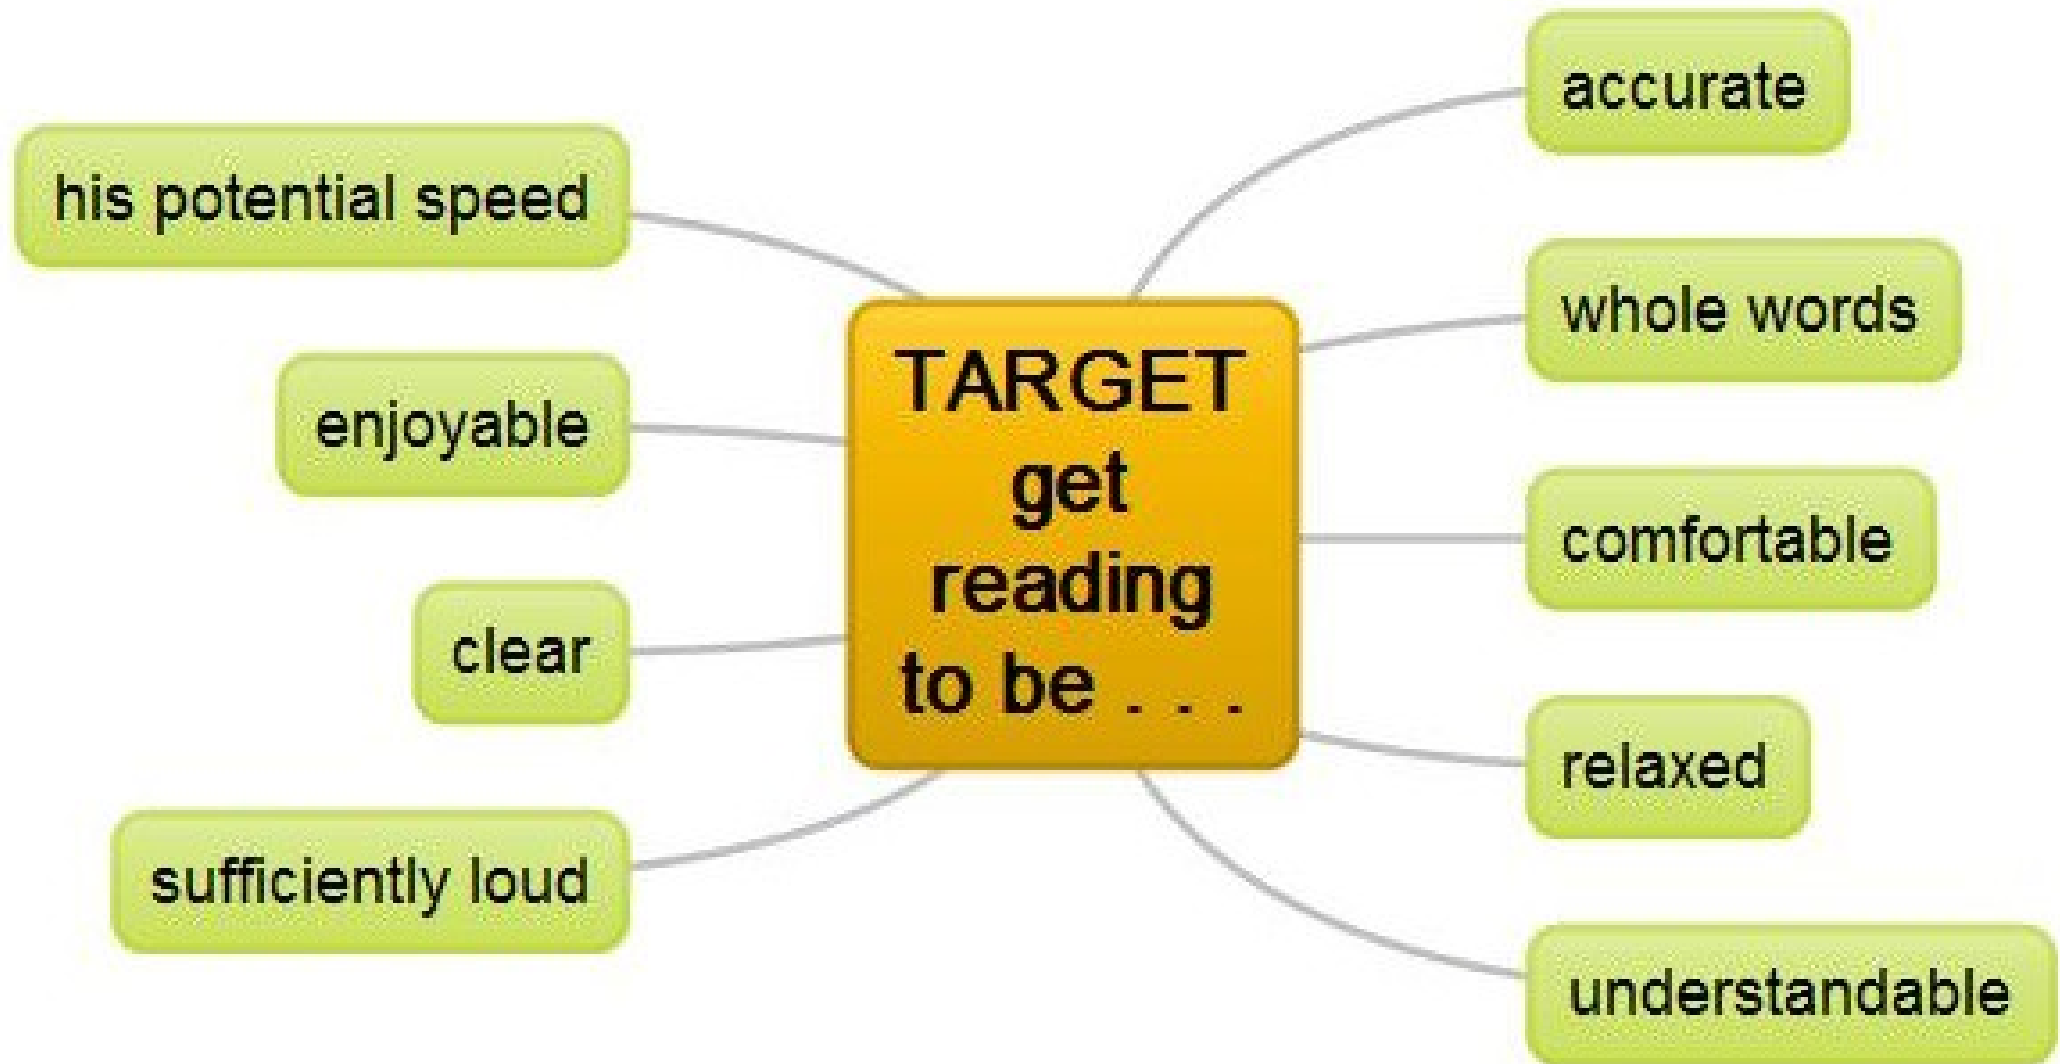 accurate
his potential speed
whole words
TARGET
get
reading
to be . . .
enjoyable
comfortable
clear
relaxed
sufficiently loud
understandable